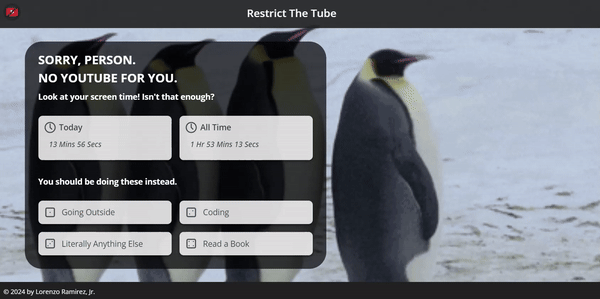 Restrict The Tube
SORRY, PERSON.
NO YOUTUBE FOR YOU.
Look at your screen time! Isn't that enough?
Today
13 Mins 56 Secs
All Time
1 Hr 53 Mins 13 Secs
You should be doing these instead.
Going Outside
Coding
Literally Anything Else
Read a Book
© 2024 by Lorenzo Ramirez, Jr.